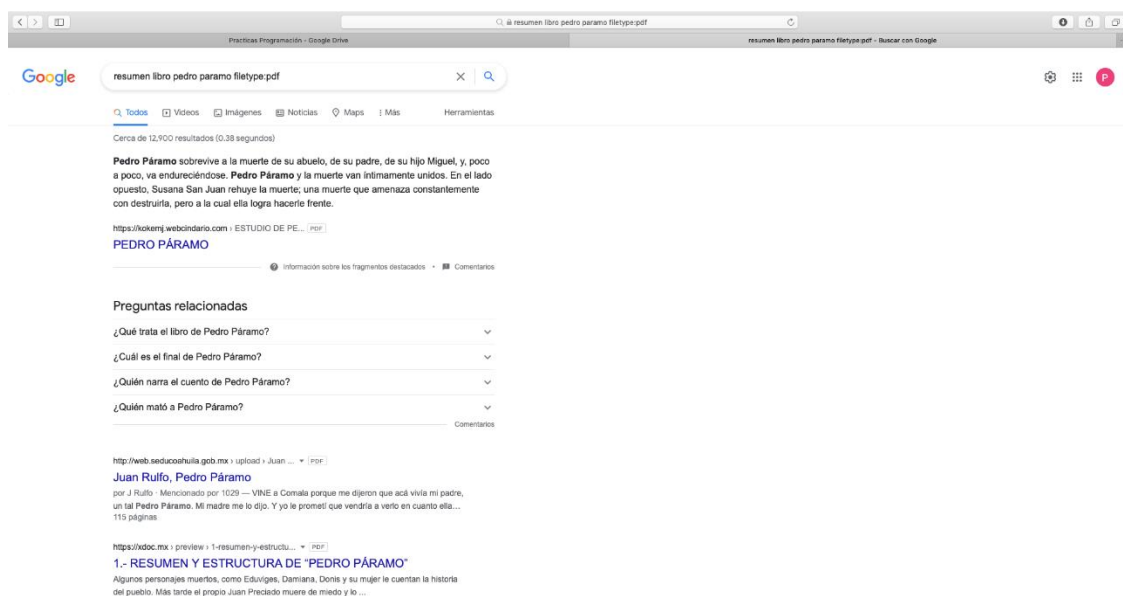 resumen libro pedro paramo filetype:pdf
Practicas Programación - Google Drive
resumen libro pedro paramo filetype:pdf - Buscar con Google
Google
resumen libro pedro paramo filetype:pdf
P
Todos Videos Imágenes Noticias Maps Más Herramientas
Cerca de 12,900 resultados (0.38 segundos)
Pedro Páramo sobrevive a la muerte de su abuelo, de su padre, de su hijo Miguel, y, poco
a poco, va endureciéndose. Pedro Páramo y la muerte van íntimamente unidos. En el lado
opuesto, Susana San Juan rehuye la muerte; una muerte que amenaza constantemente
con destruirla, pero a la cual ella logra hacerle frente.
https://kokemj.webcindario.com › ESTUDIO DE PE... PDF
PEDRO PÁRAMO
Información sobre los fragmentos destacados • Comentarios
Preguntas relacionadas
¿Qué trata el libro de Pedro Páramo?
¿Cuál es el final de Pedro Páramo?
¿Quién narra el cuento de Pedro Páramo?
¿Quién mató a Pedro Páramo?
Comentarios
http://web.seducoahuila.gob.mx › upload › Juan ... PDF
Juan Rulfo, Pedro Páramo
por J Rulfo · Mencionado por 1029 — VINE a Comala porque me dijeron que acá vivía mi padre,
un tal Pedro Páramo. Mi madre me lo dijo. Y yo le prometí que vendría a verlo en cuanto ella...
115 páginas
https://xdoc.mx › preview › 1-resumen-y-estructu... PDF
1.- RESUMEN Y ESTRUCTURA DE “PEDRO PÁRAMO”
Algunos personajes muertos, como Eduviges, Damiana, Donis y su mujer le cuentan la historia
del pueblo. Más tarde el propio Juan Preciado muere de miedo y lo ...